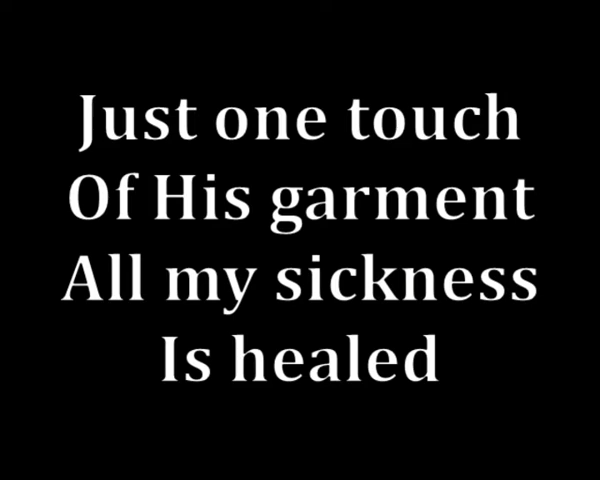 Just one touch
Of His garment
All my sickness
Is healed